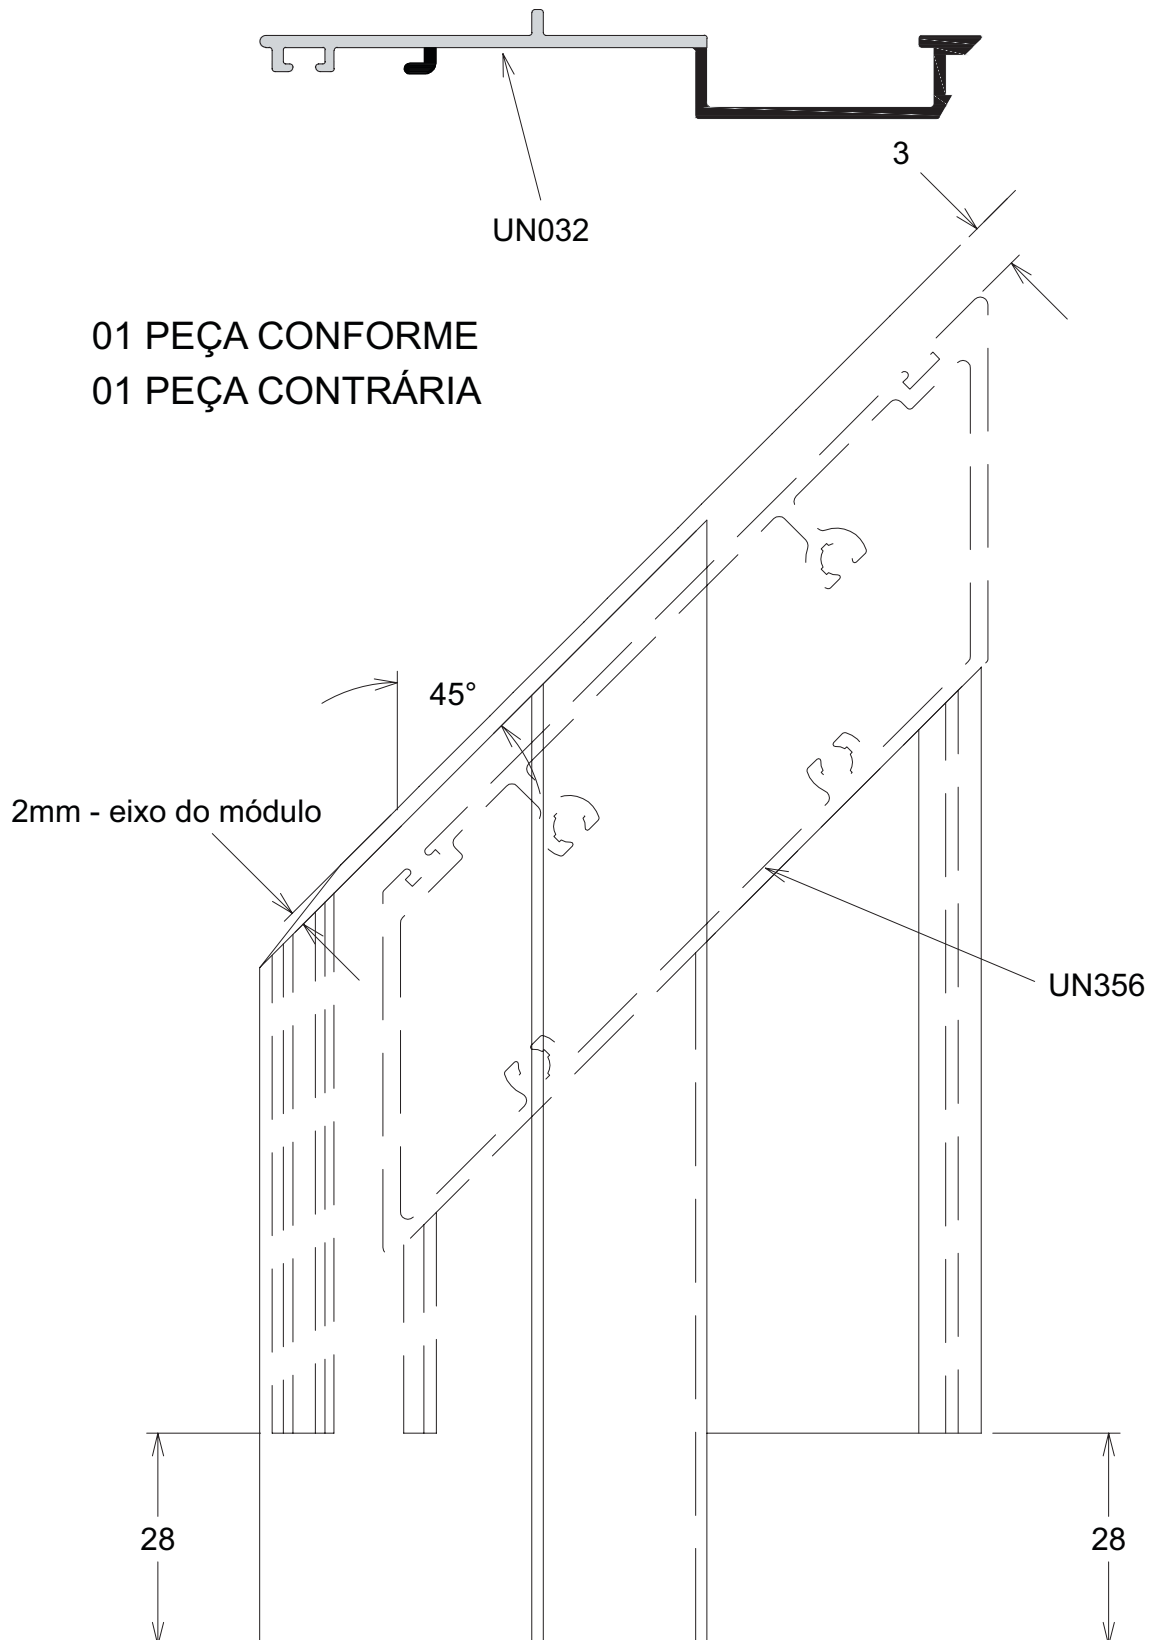 3
UN032
01 PEÇA CONFORME
01 PEÇA CONTRÁRIA
45°
2mm - eixo do módulo
UN356
28
28